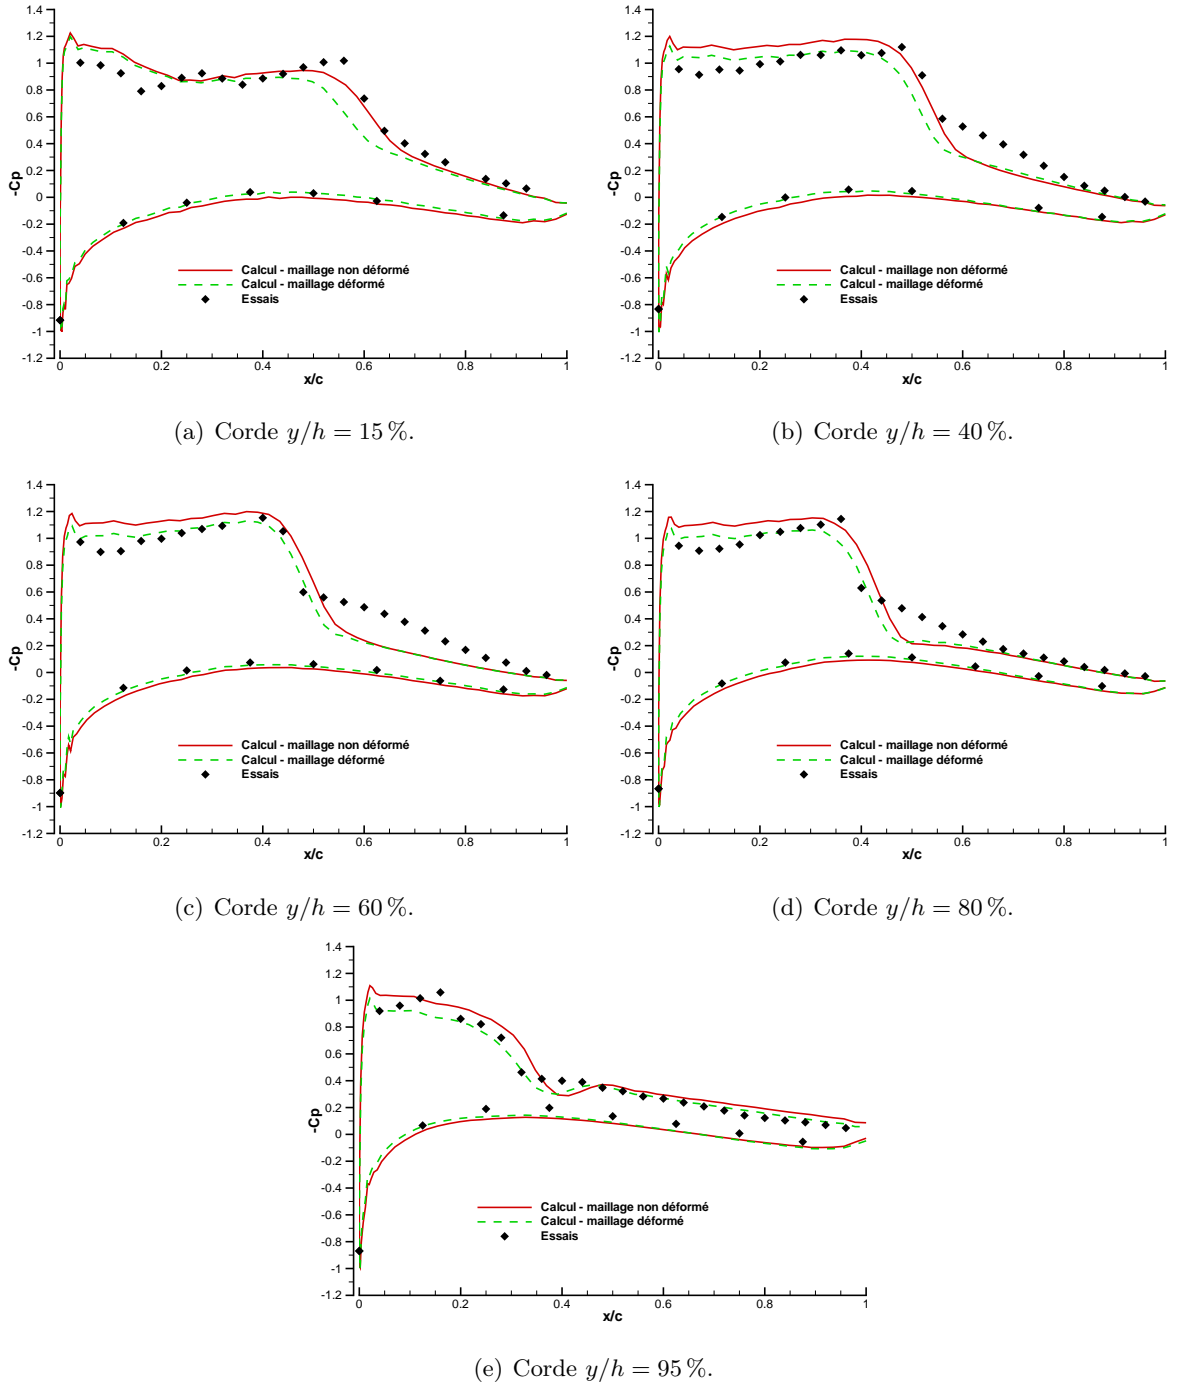 1.4
1.2
1
0.8
0.6
0.4
0.2
0
-0.2
-0.4
-0.6
-0.8
-1
-1.2
-Cp
0 0.2 0.4 0.6 0.8 1
x/c
Calcul - maillage non déformé
Calcul - maillage déformé
Essais
(a) Corde y/h = 15 %.
1.4
1.2
1
0.8
0.6
0.4
0.2
0
-0.2
-0.4
-0.6
-0.8
-1
-1.2
-Cp
0 0.2 0.4 0.6 0.8 1
x/c
Calcul - maillage non déformé
Calcul - maillage déformé
Essais
(b) Corde y/h = 40 %.
1.4
1.2
1
0.8
0.6
0.4
0.2
0
-0.2
-0.4
-0.6
-0.8
-1
-1.2
-Cp
0 0.2 0.4 0.6 0.8 1
x/c
Calcul - maillage non déformé
Calcul - maillage déformé
Essais
(c) Corde y/h = 60 %.
1.4
1.2
1
0.8
0.6
0.4
0.2
0
-0.2
-0.4
-0.6
-0.8
-1
-1.2
-Cp
0 0.2 0.4 0.6 0.8 1
x/c
Calcul - maillage non déformé
Calcul - maillage déformé
Essais
(d) Corde y/h = 80 %.
1.4
1.2
1
0.8
0.6
0.4
0.2
0
-0.2
-0.4
-0.6
-0.8
-1
-1.2
-Cp
0 0.2 0.4 0.6 0.8 1
x/c
Calcul - maillage non déformé
Calcul - maillage déformé
Essais
(e) Corde y/h = 95 %.